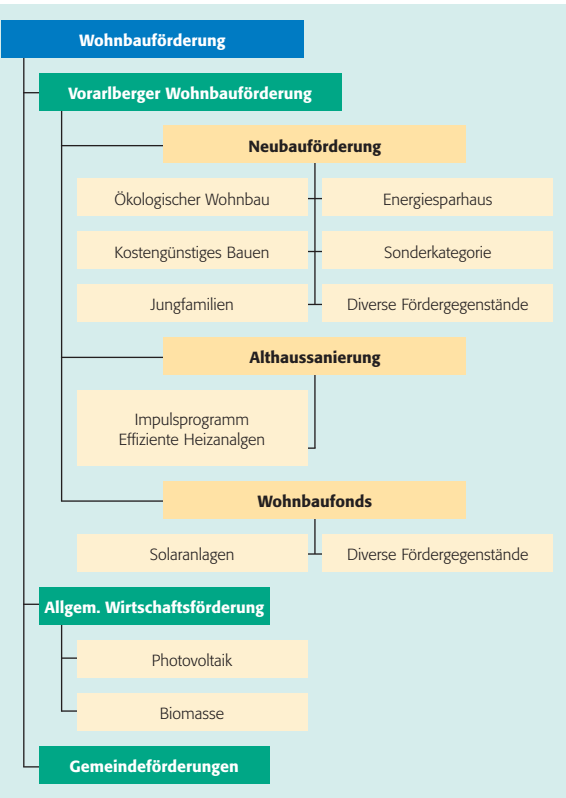 Wohnbauförderung
Vorarlberger Wohnbauförderung
Neubauförderung
Ökologischer Wohnbau
Energiesparhaus
Kostengünstiges Bauen
Sonderkategorie
Jungfamilien
Diverse Fördergegenstände
Althaussanierung
Impulsprogramm
Effiziente Heizanalgen
Wohnbaufonds
Solaranlagen
Diverse Fördergegenstände
Allgem. Wirtschaftsförderung
Photovoltaik
Biomasse
Gemeindeförderungen